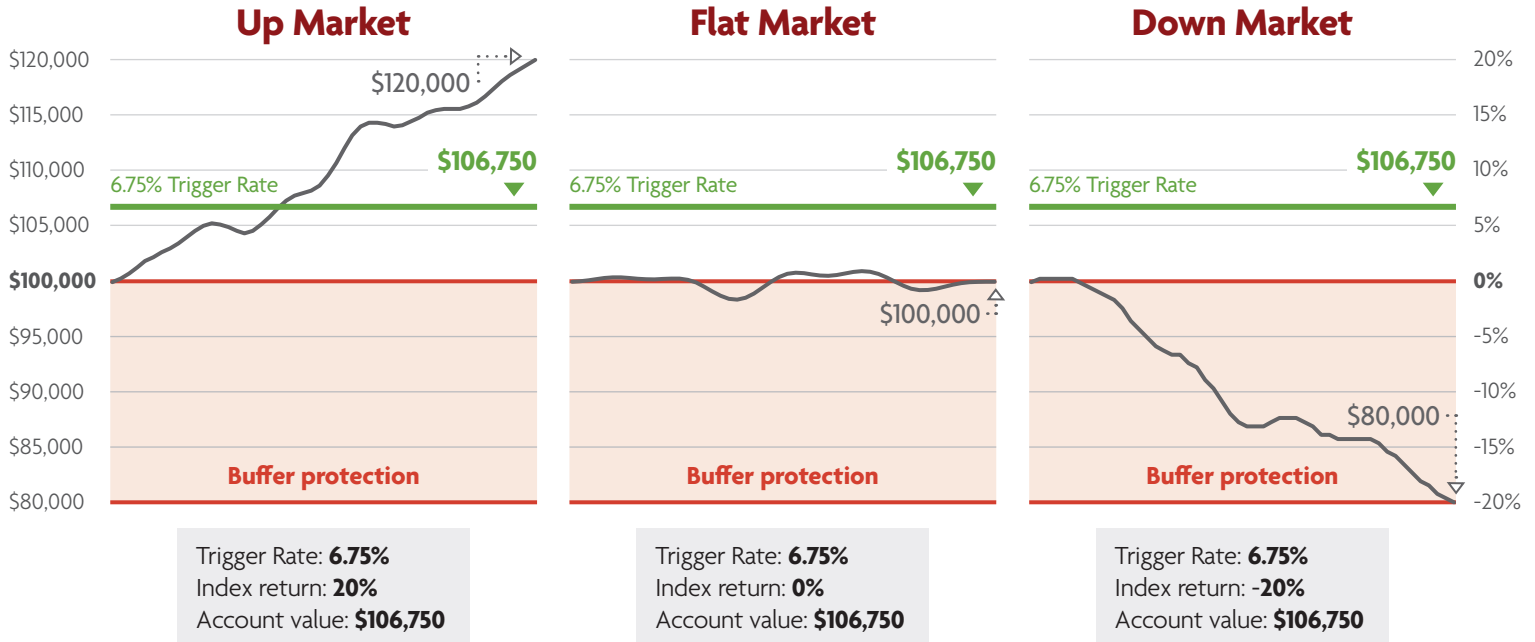 Up Market
Flat Market
Down Market
$120,000
$115,000
$110,000
$105,000
$100,000
$95,000
$90,000
$85,000
$80,000
$120,000
$106,750
6.75% Trigger Rate
Buffer protection
$106,750
6.75% Trigger Rate
$100,000
Buffer protection
$106,750
6.75% Trigger Rate
$80,000
Buffer protection
20%
15%
10%
5%
0%
-5%
-10%
-15%
-20%
Trigger Rate: 6.75%
Index return: 20%
Account value: $106,750
Trigger Rate: 6.75%
Index return: 0%
Account value: $106,750
Trigger Rate: 6.75%
Index return: -20%
Account value: $106,750